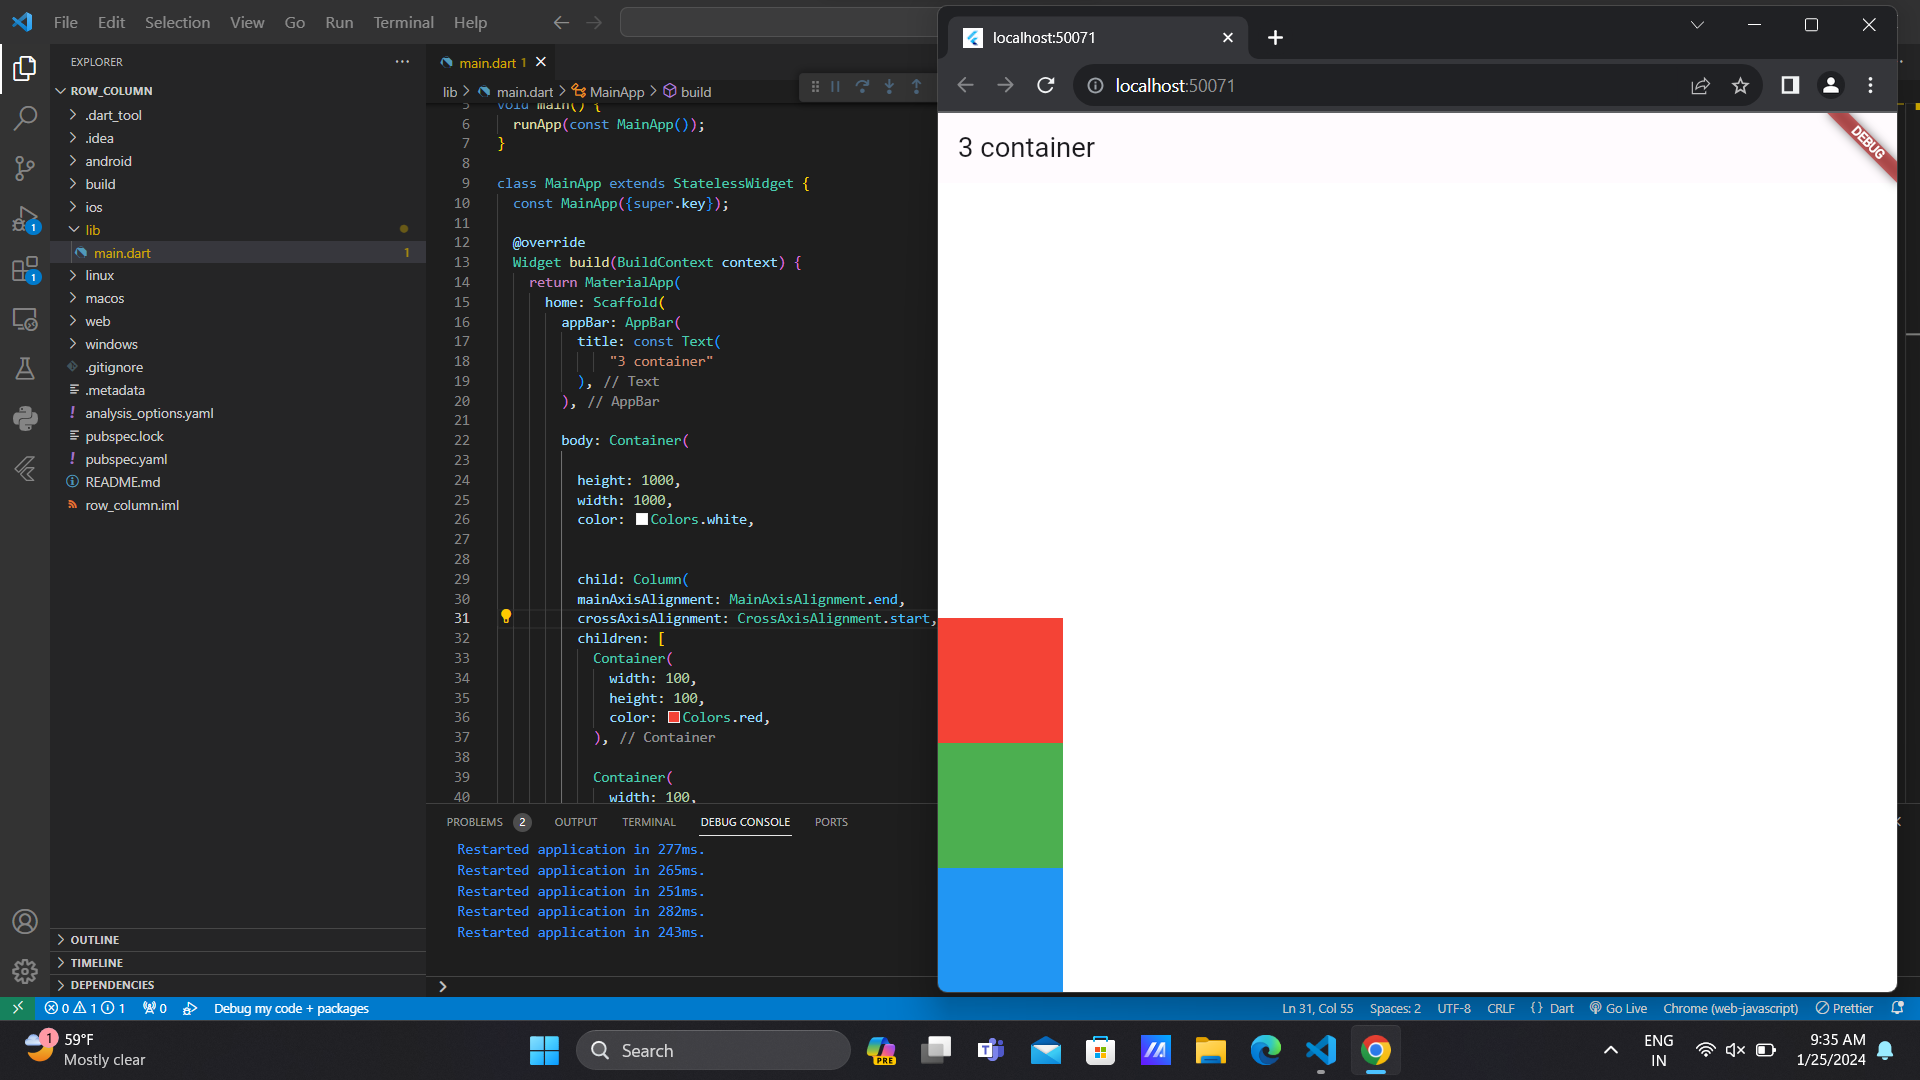 File Edit Selection View Go Run Terminal Help
EXPLORER
ROW_COLUMN
.dart_tool
.idea
android
build
ios
lib
main.dart 1
linux
macos
web
windows
.gitignore
.metadata
analysis_options.yaml
pubspec.lock
pubspec.yaml
README.md
row_column.iml
OUTLINE
TIMELINE
DEPENDENCIES
1
1
main.dart 1
lib > main.dart > MainApp > build
5 void main() {
6 runApp(const MainApp());
7 }
8
9 class MainApp extends StatelessWidget {
10 const MainApp({super.key});
11
12 @override
13 Widget build(BuildContext context) {
14 return MaterialApp(
15 home: Scaffold(
16 appBar: AppBar(
17 title: const Text(
18 "3 container"
19 ), // Text
20 ), // AppBar
21
22 body: Container(
23
24 height: 1000,
25 width: 1000,
26 color: Colors.white,
27
28
29 child: Column(
30 mainAxisAlignment: MainAxisAlignment.end,
31 crossAxisAlignment: CrossAxisAlignment.start,
32 children: [
33 Container(
34 width: 100,
35 height: 100,
36 color: Colors.red,
37 ), // Container
38
39 Container(
40 width: 100,
PROBLEMS 2 OUTPUT TERMINAL DEBUG CONSOLE PORTS
Restarted application in 277ms.
Restarted application in 265ms.
Restarted application in 251ms.
Restarted application in 282ms.
Restarted application in 243ms.
>
localhost:50071
localhost:50071
3 container
DEBUG
0 1 1 0 Debug my code + packages Ln 31, Col 55 Spaces: 2 UTF-8 CRLF {} Dart Go Live Chrome (web-javascript) Prettier
1
59°F
Mostly clear
Search
PRE
ENG
IN
9:35 AM
1/25/2024